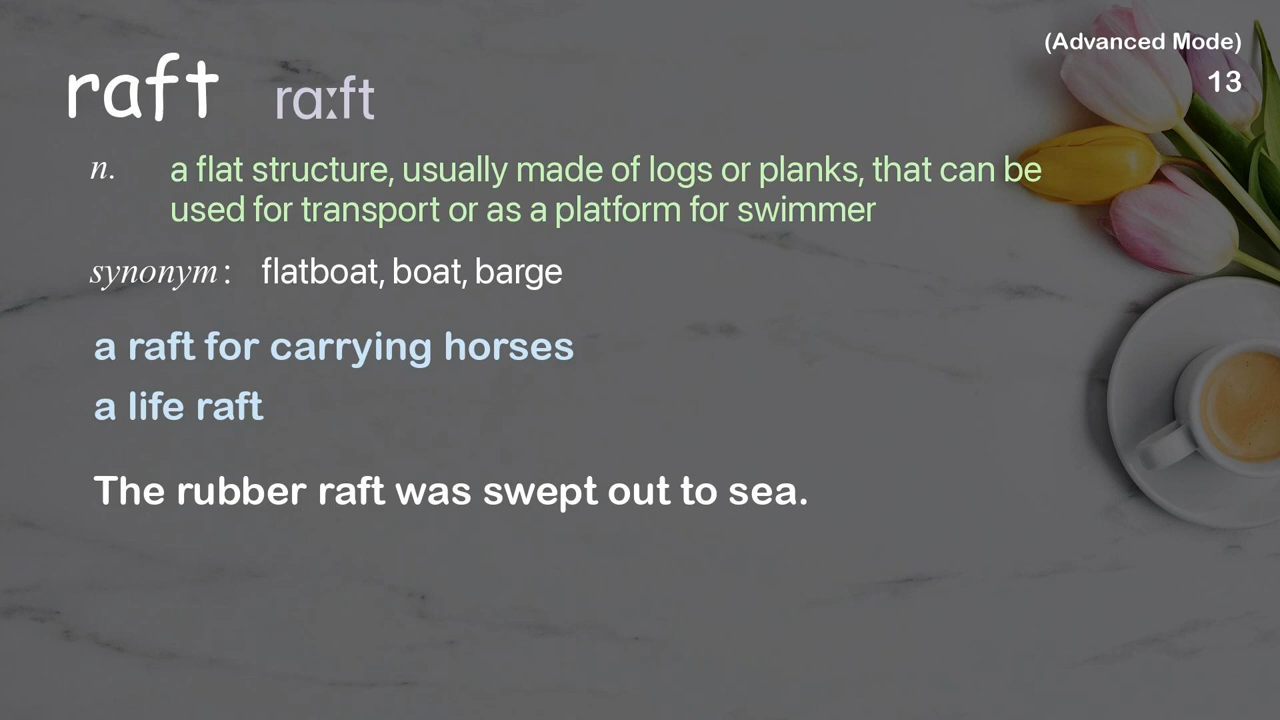 (Advanced Mode)
13
raft rɑːft
n. a flat structure, usually made of logs or planks, that can be
used for transport or as a platform for swimmer
synonym: flatboat, boat, barge
a raft for carrying horses
a life raft
The rubber raft was swept out to sea.